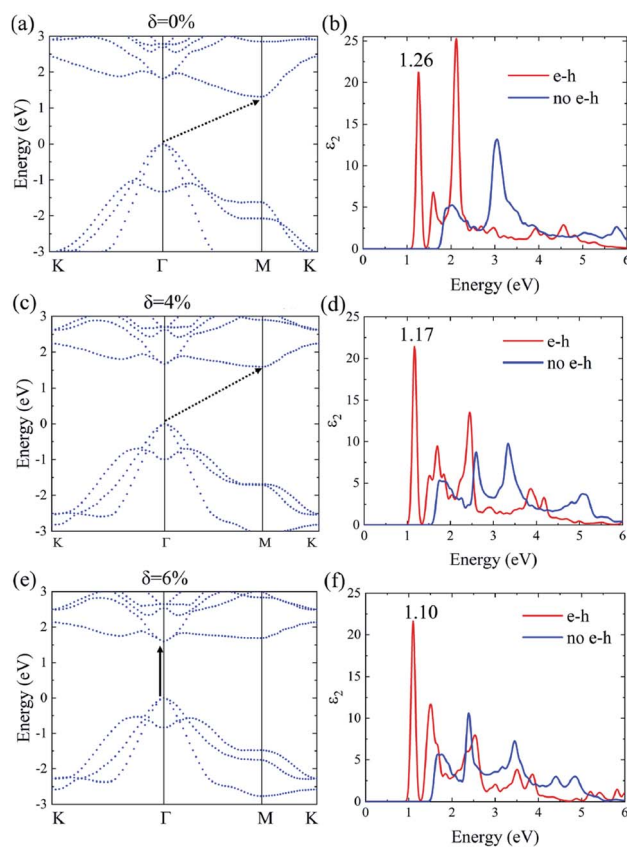 (a)
δ=0%
Energy (eV)
3
2
1
0
-1
-2
-3
K
Γ
M
K
(b)
1.26
e-h
no e-h
ε2
25
20
15
10
5
0
0
1
2
3
4
5
6
Energy (eV)
(c)
δ=4%
Energy (eV)
3
2
1
0
-1
-2
-3
K
Γ
M
K
(d)
1.17
e-h
no e-h
ε2
25
20
15
10
5
0
0
1
2
3
4
5
6
Energy (eV)
(e)
δ=6%
Energy (eV)
3
2
1
0
-1
-2
-3
K
Γ
M
K
(f)
1.10
e-h
no e-h
ε2
25
20
15
10
5
0
0
1
2
3
4
5
6
Energy (eV)